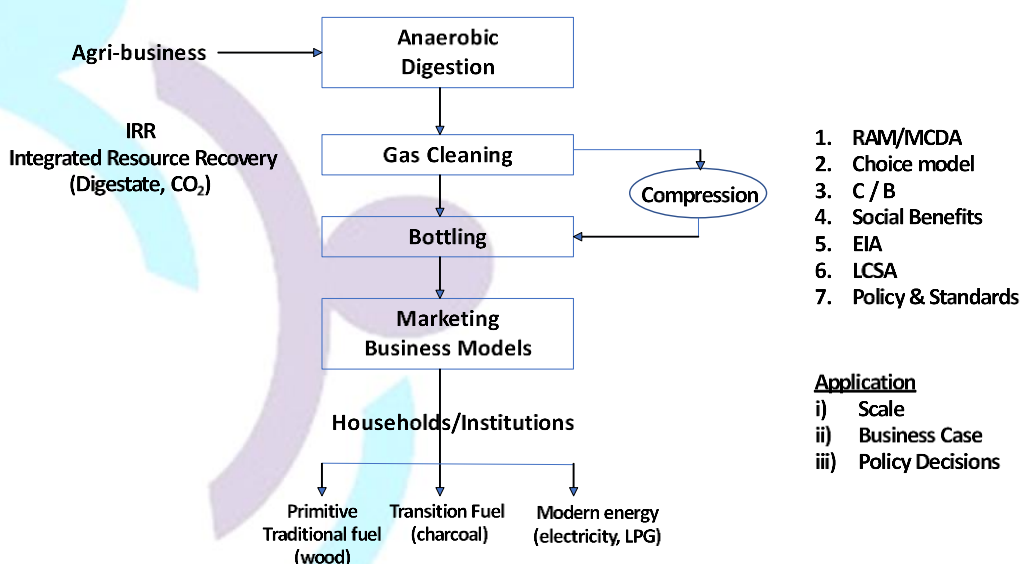 Agri-business
Anaerobic
Digestion
IRR
Integrated Resource Recovery
(Digestate, CO₂)
Gas Cleaning
Compression
Bottling
Marketing
Business Models
Households/Institutions
Primitive
Traditional fuel
(wood)
Transition Fuel
(charcoal)
Modern energy
(electricity, LPG)
1. RAM/MCDA
2. Choice model
3. C / B
4. Social Benefits
5. EIA
6. LCSA
7. Policy & Standards
Application
i) Scale
ii) Business Case
iii) Policy Decisions